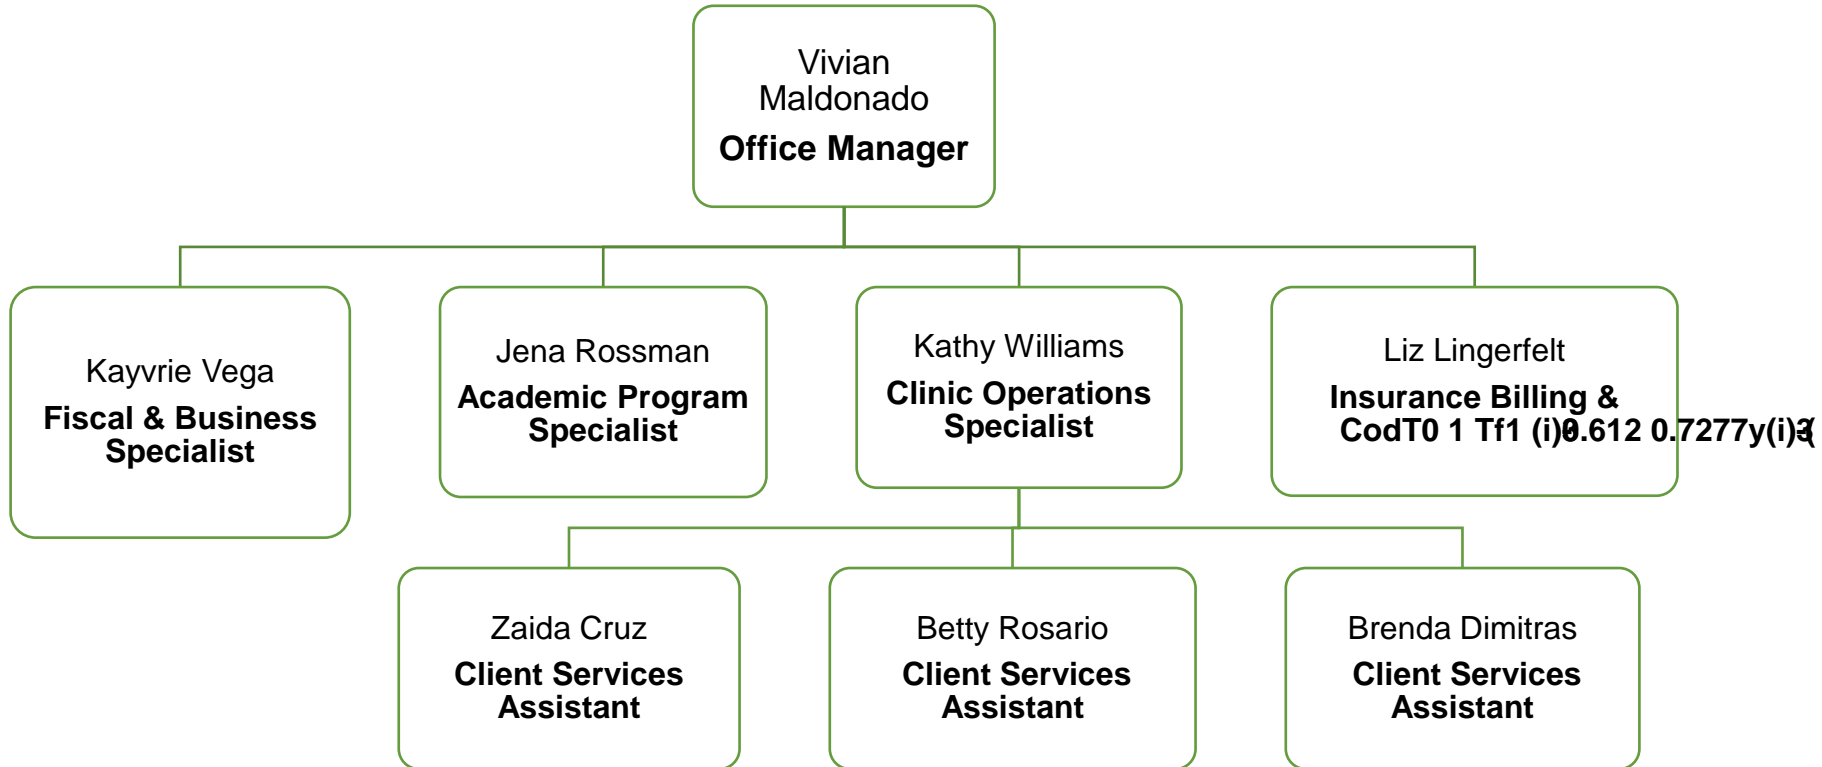 Vivian
Maldonado
Office Manager
Kayvrie Vega
Fiscal & Business
Specialist
Jena Rossman
Academic Program
Specialist
Kathy Williams
Clinic Operations
Specialist
Liz Lingerfelt
Insurance Billing &
CodT0 1 Tf1 (i) .612 0.7277y(i)
Zaida Cruz
Client Services
Assistant
Betty Rosario
Client Services
Assistant
Brenda Dimitras
Client Services
Assistant